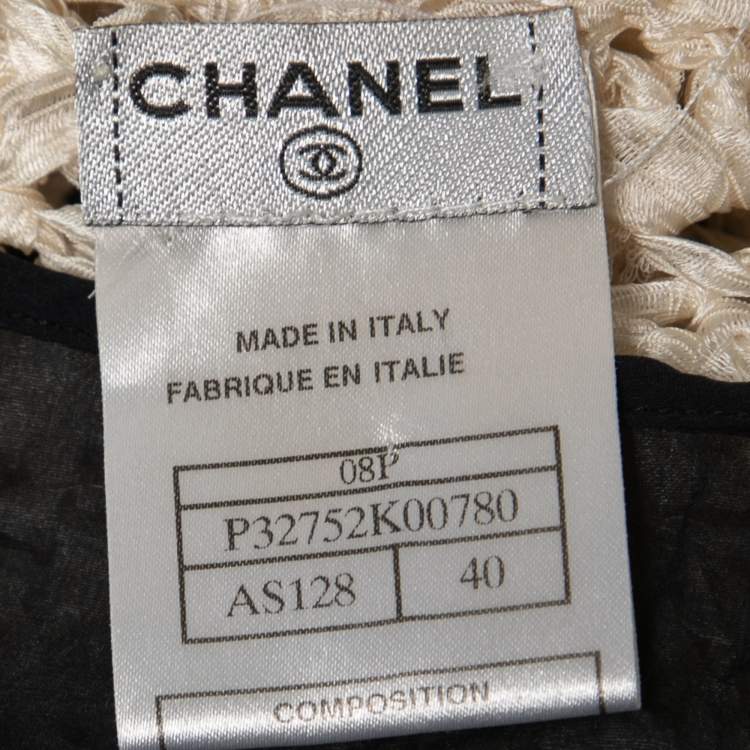 CHANEL
MADE IN ITALY
FABRIQUE EN ITALIE
08P
P32752K00780
AS128 40
COMPOSITION